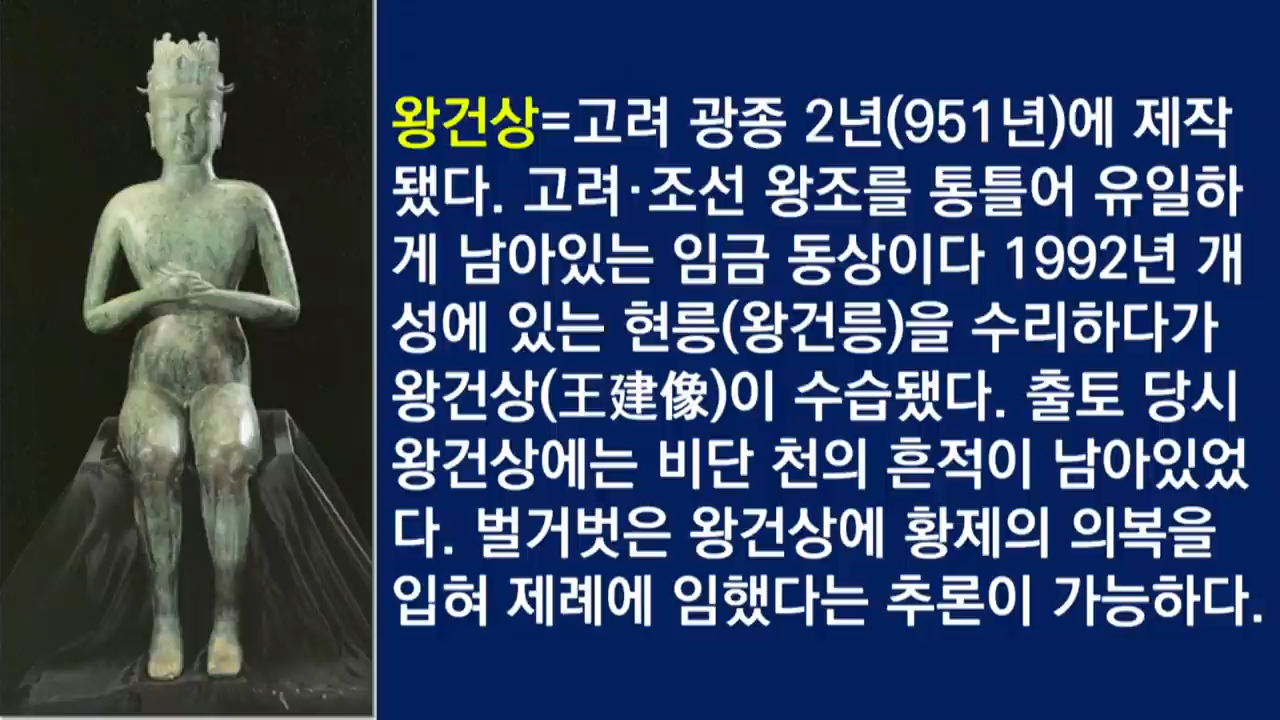 왕건상=고려 광종 2년(951년)에 제작
됐다. 고려·조선 왕조를 통틀어 유일하
게 남아있는 임금 동상이다 1992년 개
성에 있는 현릉(왕건릉)을 수리하다가
왕건상(王建像)이 수습됐다. 출토 당시
왕건상에는 비단 천의 흔적이 남아있었
다. 벌거벗은 왕건상에 황제의 의복을
입혀 제례에 임했다는 추론이 가능하다.